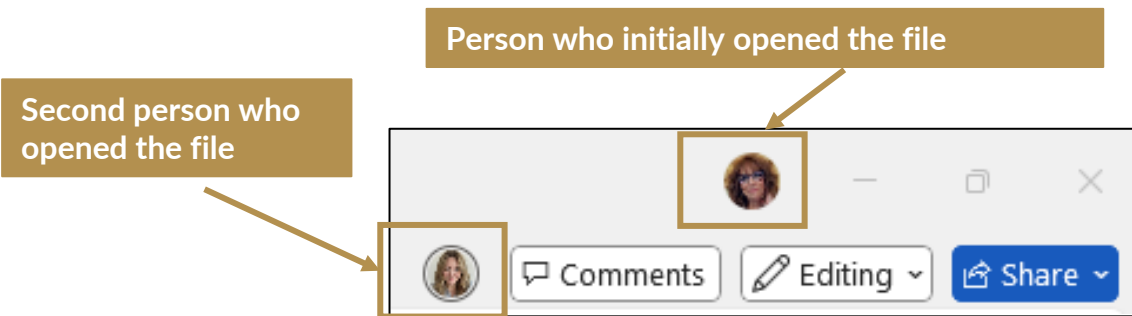 Person who initially opened the file
Second person who
opened the file
Comments
Editing
Share